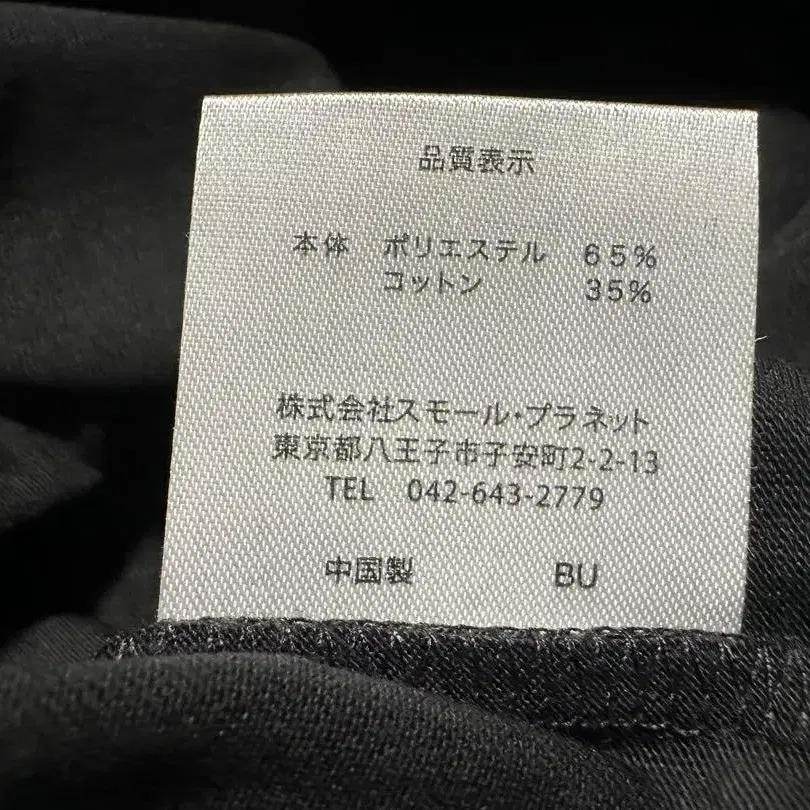 品質表示
本体 ポリエステル 65%
コットン 35%
株式会社スモール・プラネット
東京都八王子市子安町2-2-13
TEL 042-643-2779
中国製 BU